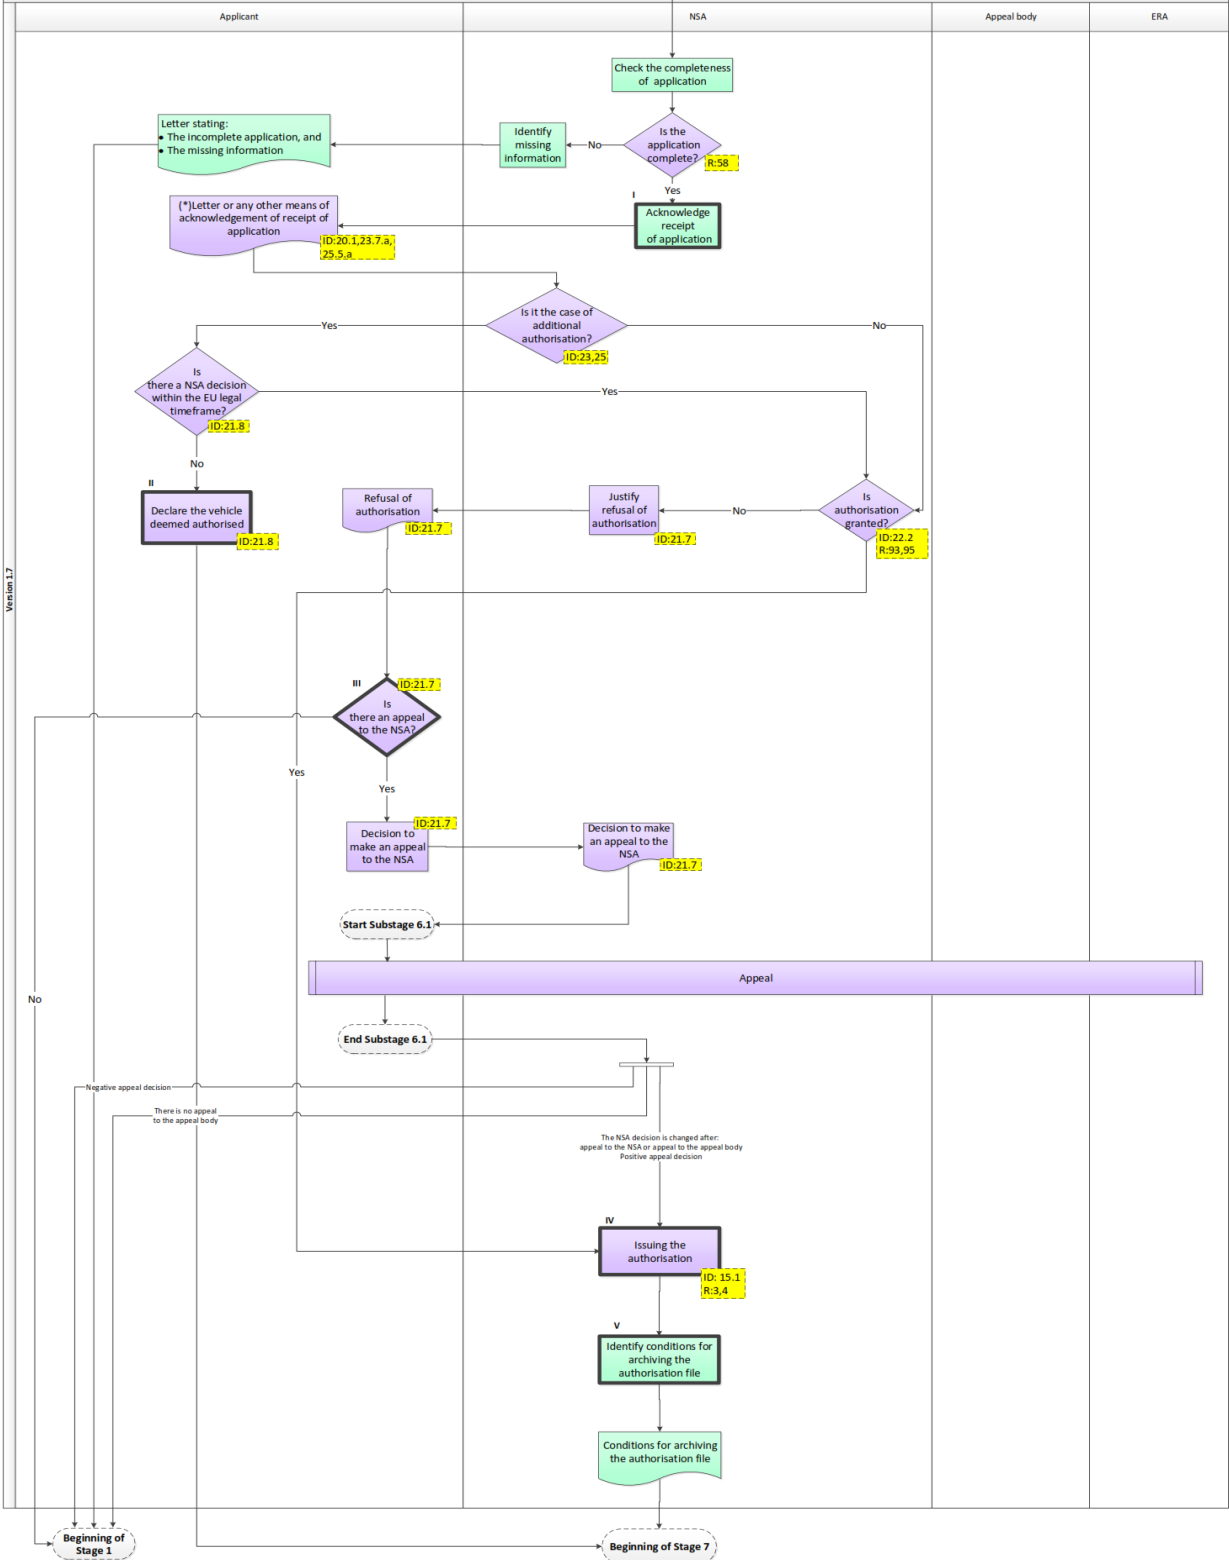 Applicant
NSA
Appeal body
ERA
Version 1.7
Check the completeness
of application
Is the
application
complete?
R:58
No
Identify
missing
information
Letter stating:
• The incomplete application, and
• The missing information
Yes
I
Acknowledge
receipt
of application
(*)Letter or any other means of
acknowledgement of receipt of
application
ID:20.1,23.7.a,
25.5.a
Is it the case of
additional
authorisation?
ID:23,25
Yes
No
Is
there a NSA decision
within the EU legal
timeframe?
ID:21.8
Yes
No
II
Declare the vehicle
deemed authorised
ID:21.8
Refusal of
authorisation
ID:21.7
Justify
refusal of
authorisation
ID:21.7
No
Is
authorisation
granted?
ID:22.2
R:93,95
III
ID:21.7
Is
there an appeal
to the NSA?
Yes
Yes
Decision to
make an appeal
to the NSA
ID:21.7
Decision to make
an appeal to the
NSA
ID:21.7
Start Substage 6.1
Appeal
No
End Substage 6.1
Negative appeal decision
There is no appeal
to the appeal body
The NSA decision is changed after:
appeal to the NSA or appeal to the appeal body
Positive appeal decision
IV
Issuing the
authorisation
ID: 15.1
R:3,4
V
Identify conditions for
archiving the
authorisation file
Conditions for archiving
the authorisation file
Beginning of
Stage 1
Beginning of Stage 7